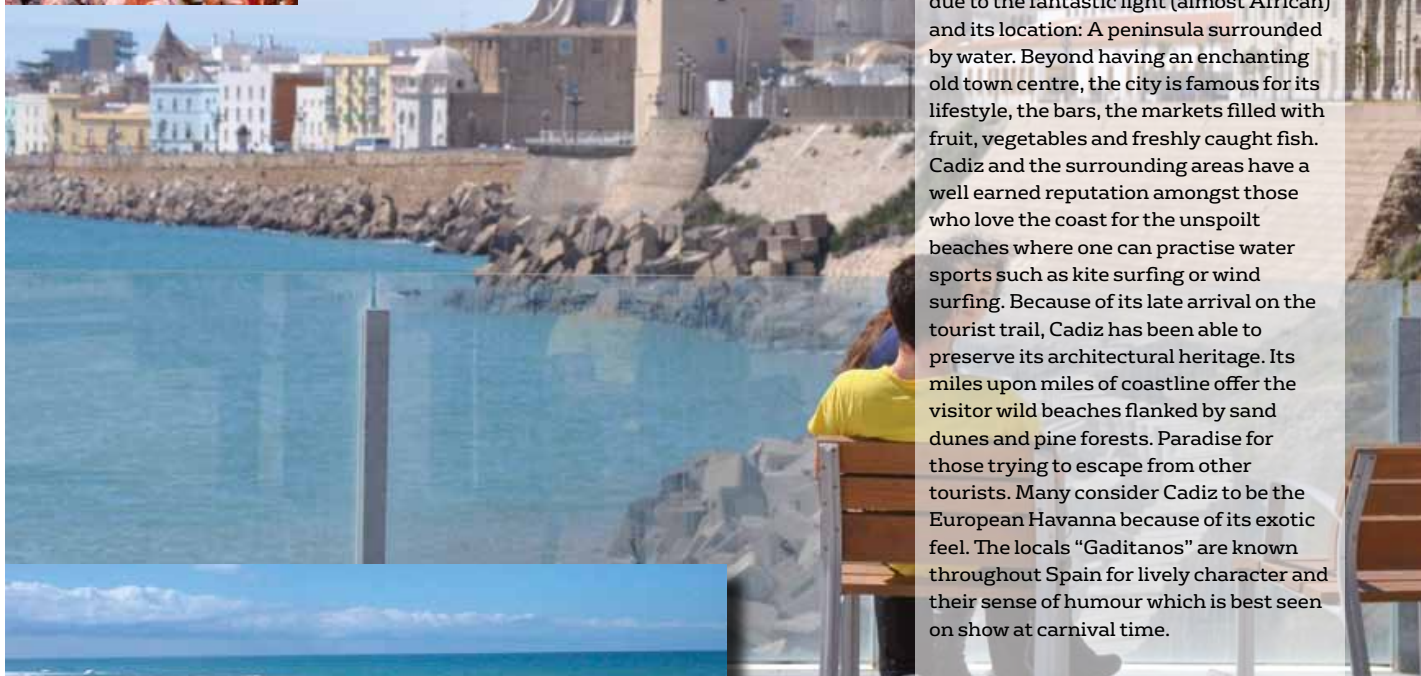 due to the fantastic light (almost African)
and its location: A peninsula surrounded
by water. Beyond having an enchanting
old town centre, the city is famous for its
lifestyle, the bars, the markets filled with
fruit, vegetables and freshly caught fish.
Cadiz and the surrounding areas have a
well earned reputation amongst those
who love the coast for the unspoilt
beaches where one can practise water
sports such as kite surfing or wind
surfing. Because of its late arrival on the
tourist trail, Cadiz has been able to
preserve its architectural heritage. Its
miles upon miles of coastline offer the
visitor wild beaches flanked by sand
dunes and pine forests. Paradise for
those trying to escape from other
tourists. Many consider Cadiz to be the
European Havanna because of its exotic
feel. The locals “Gaditanos” are known
throughout Spain for lively character and
their sense of humour which is best seen
on show at carnival time.